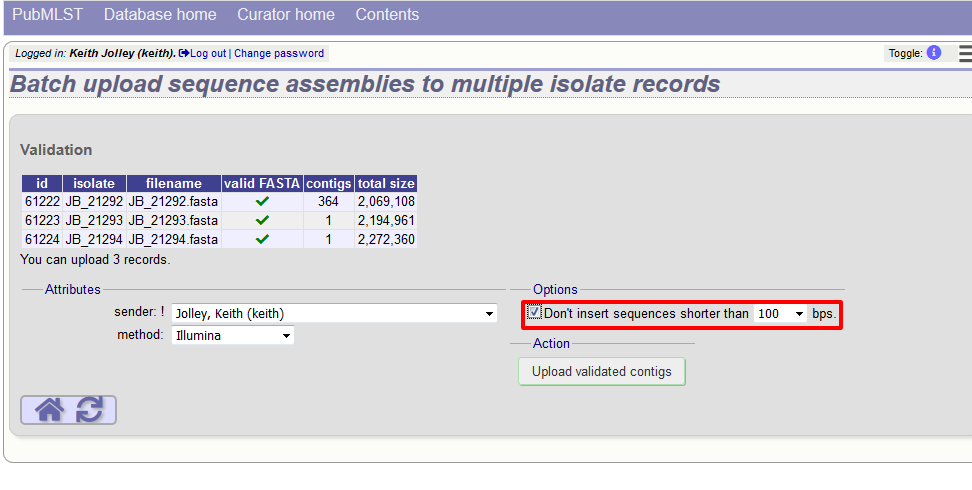 PubMLST Database home Curator home Contents
Logged in: Keith Jolley (keith). Log out | Change password Toggle: i
Batch upload sequence assemblies to multiple isolate records
Validation
id isolate filename valid FASTA contigs total size
61222 JB_21292 JB_21292.fasta ✔ 364 2,069,108
61223 JB_21293 JB_21293.fasta ✔ 1 2,194,961
61224 JB_21294 JB_21294.fasta ✔ 1 2,272,360
You can upload 3 records.
Attributes
sender: ! Jolley, Keith (keith)
method: Illumina
Options
Don't insert sequences shorter than 100 bps.
Action
Upload validated contigs